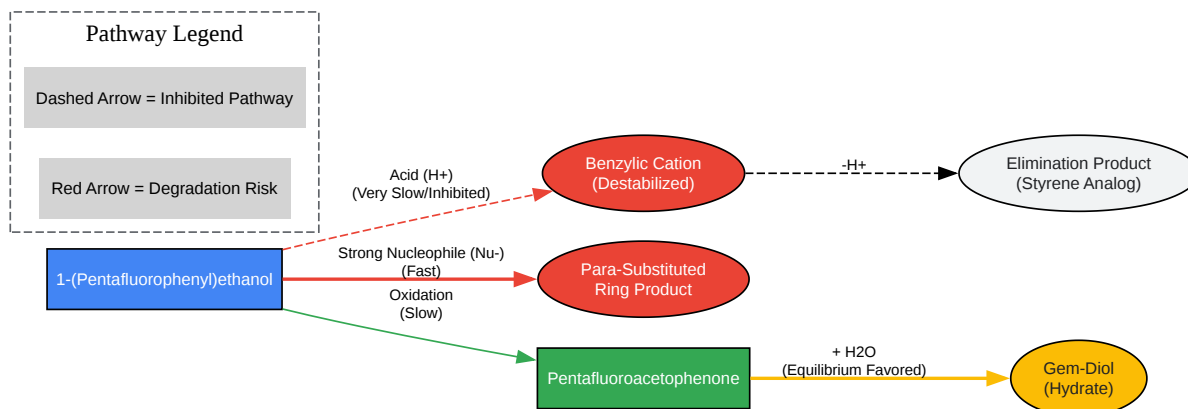 Pathway Legend
Dashed Arrow = Inhibited Pathway
Red Arrow = Degradation Risk
Acid (H+)
(Very Slow/Inhibited)
Benzylic Cation
(Destabilized)
-H+
Elimination Product
(Styrene Analog)
1-(Pentafluorophenyl)ethanol
Strong Nucleophile (Nu-)
(Fast)
Para-Substituted
Ring Product
Oxidation
(Slow)
Pentafluoroacetophenone
+ H2O
(Equilibrium Favored)
Gem-Diol
(Hydrate)